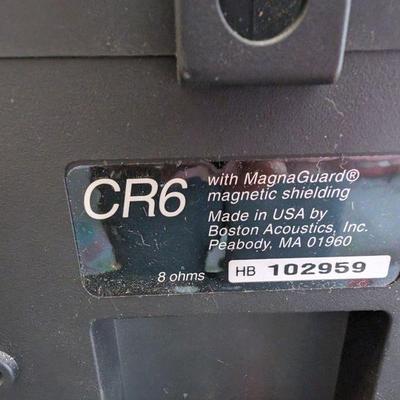 CR6
with MagnaGuard®
magnetic shielding
Made in USA by
Boston Acoustics, Inc.
Peabody, MA 01960
8 ohms
HB 102959